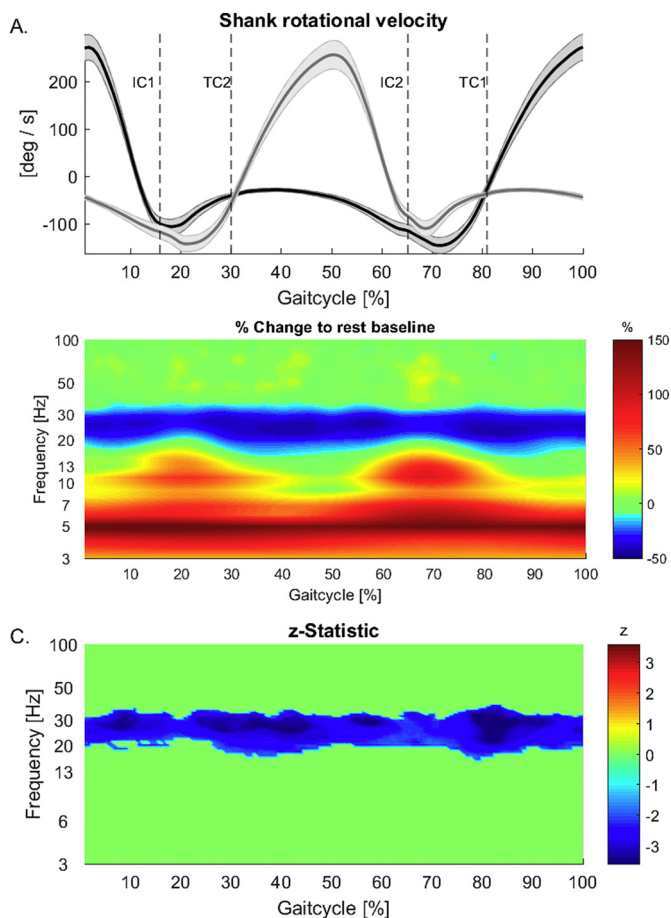 A.
Shank rotational velocity
[deg / s]
200
100
0
-100
IC1
TC2
IC2
TC1
10 20 30 40 50 60 70 80 90 100
Gaitcycle [%]
% Change to rest baseline
Frequency [Hz]
100
50
30
20
13
10
7
5
3
10 20 30 40 50 60 70 80 90 100
Gaitcycle [%]
%
150
100
50
10
0
-10
-50
C.
z-Statistic
Frequency [Hz]
100
50
30
20
13
6
3
10 20 30 40 50 60 70 80 90 100
Gaitcycle [%]
z
3
2
1
0
-1
-2
-3